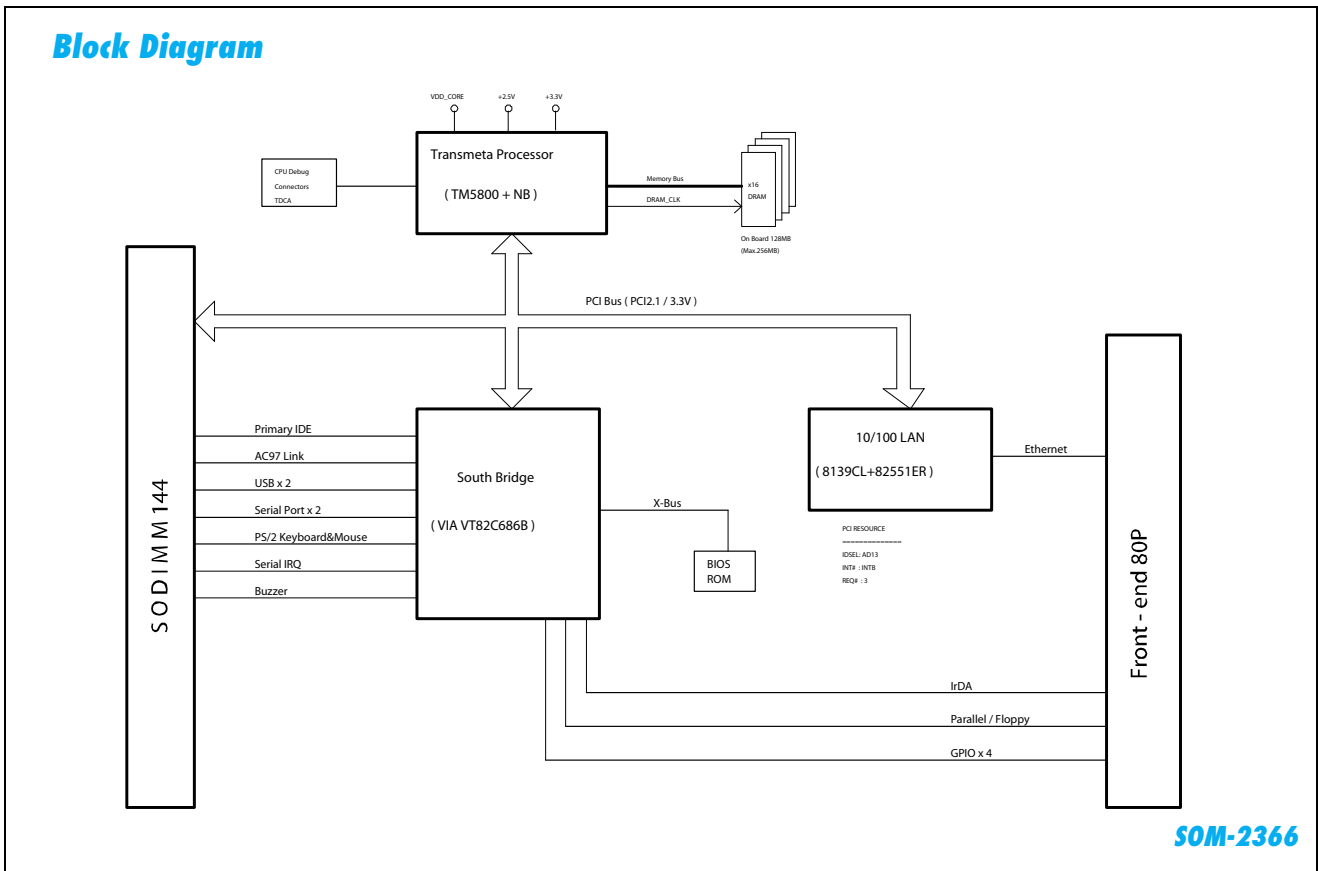 Block Diagram
VDD_CORE
+2.5V
+3.3V
Transmeta Processor
( TM5800 + NB )
CPU Debug
Connectors
TDCA
Memory Bus
DRAM_CLK
x16
DRAM
On Board 128MB
(Max.256MB)
PCI Bus ( PCI2.1 / 3.3V )
SODIMM144
Primary IDE
AC97 Link
USB x 2
Serial Port x 2
PS/2 Keyboard&Mouse
Serial IRQ
Buzzer
South Bridge
( VIA VT82C686B )
X-Bus
BIOS
ROM
10/100 LAN
( 8139CL+82551ER )
Ethernet
PCI RESOURCE
==============
IDSEL: AD13
INT# : INTB
REQ# : 3
Front - end 80P
IrDA
Parallel / Floppy
GPIO x 4
SOM-2366